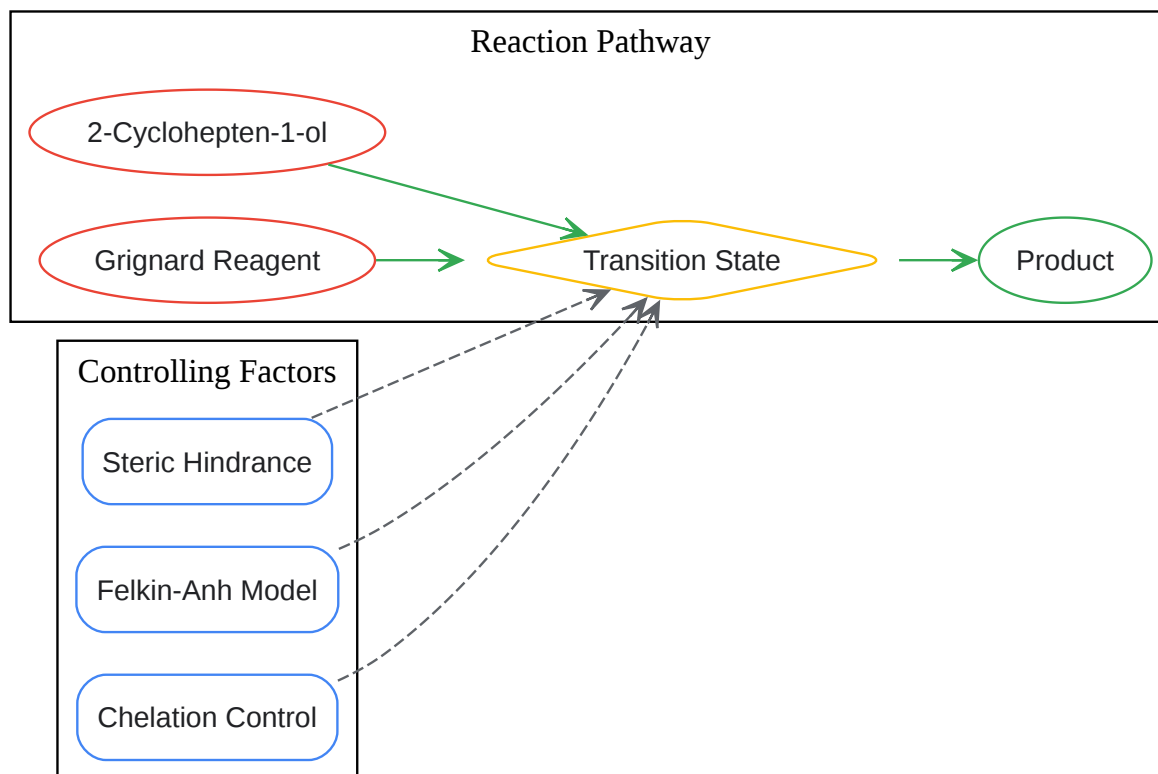 Reaction Pathway
2-Cyclohepten-1-ol
Grignard Reagent
Transition State
Product
Controlling Factors
Steric Hindrance
Felkin-Anh Model
Chelation Control